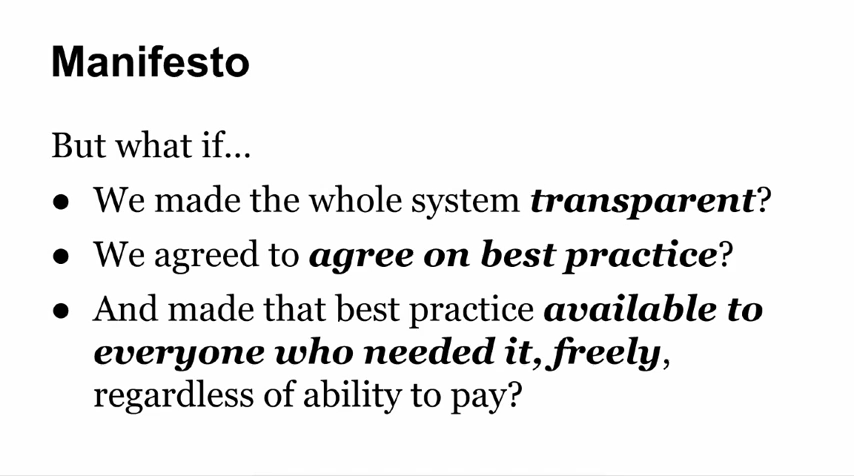 Manifesto
But what if...
● We made the whole system transparent?
● We agreed to agree on best practice?
● And made that best practice available to
everyone who needed it, freely,
regardless of ability to pay?